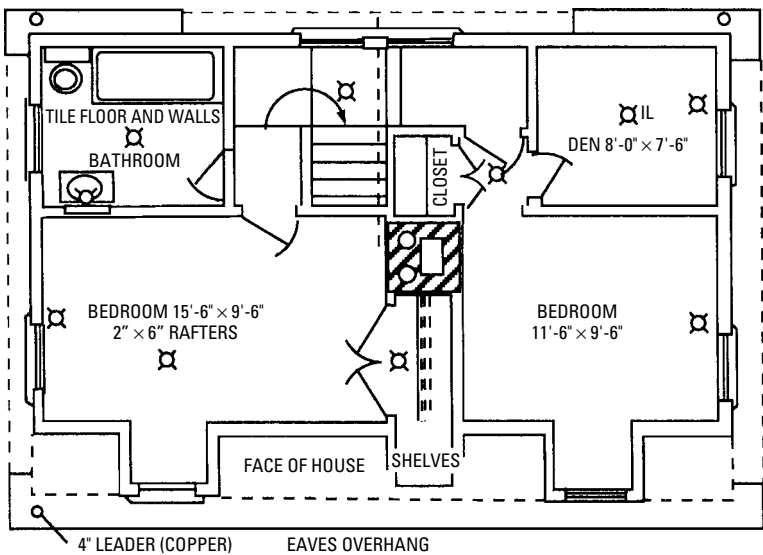 TILE FLOOR AND WALLS
BATHROOM
IL
DEN 8'-0" × 7'-6"
CLOSET
BEDROOM 15'-6" × 9'-6"
2” × 6” RAFTERS
BEDROOM
11'-6" × 9'-6"
FACE OF HOUSE
SHELVES
4" LEADER (COPPER)
EAVES OVERHANG